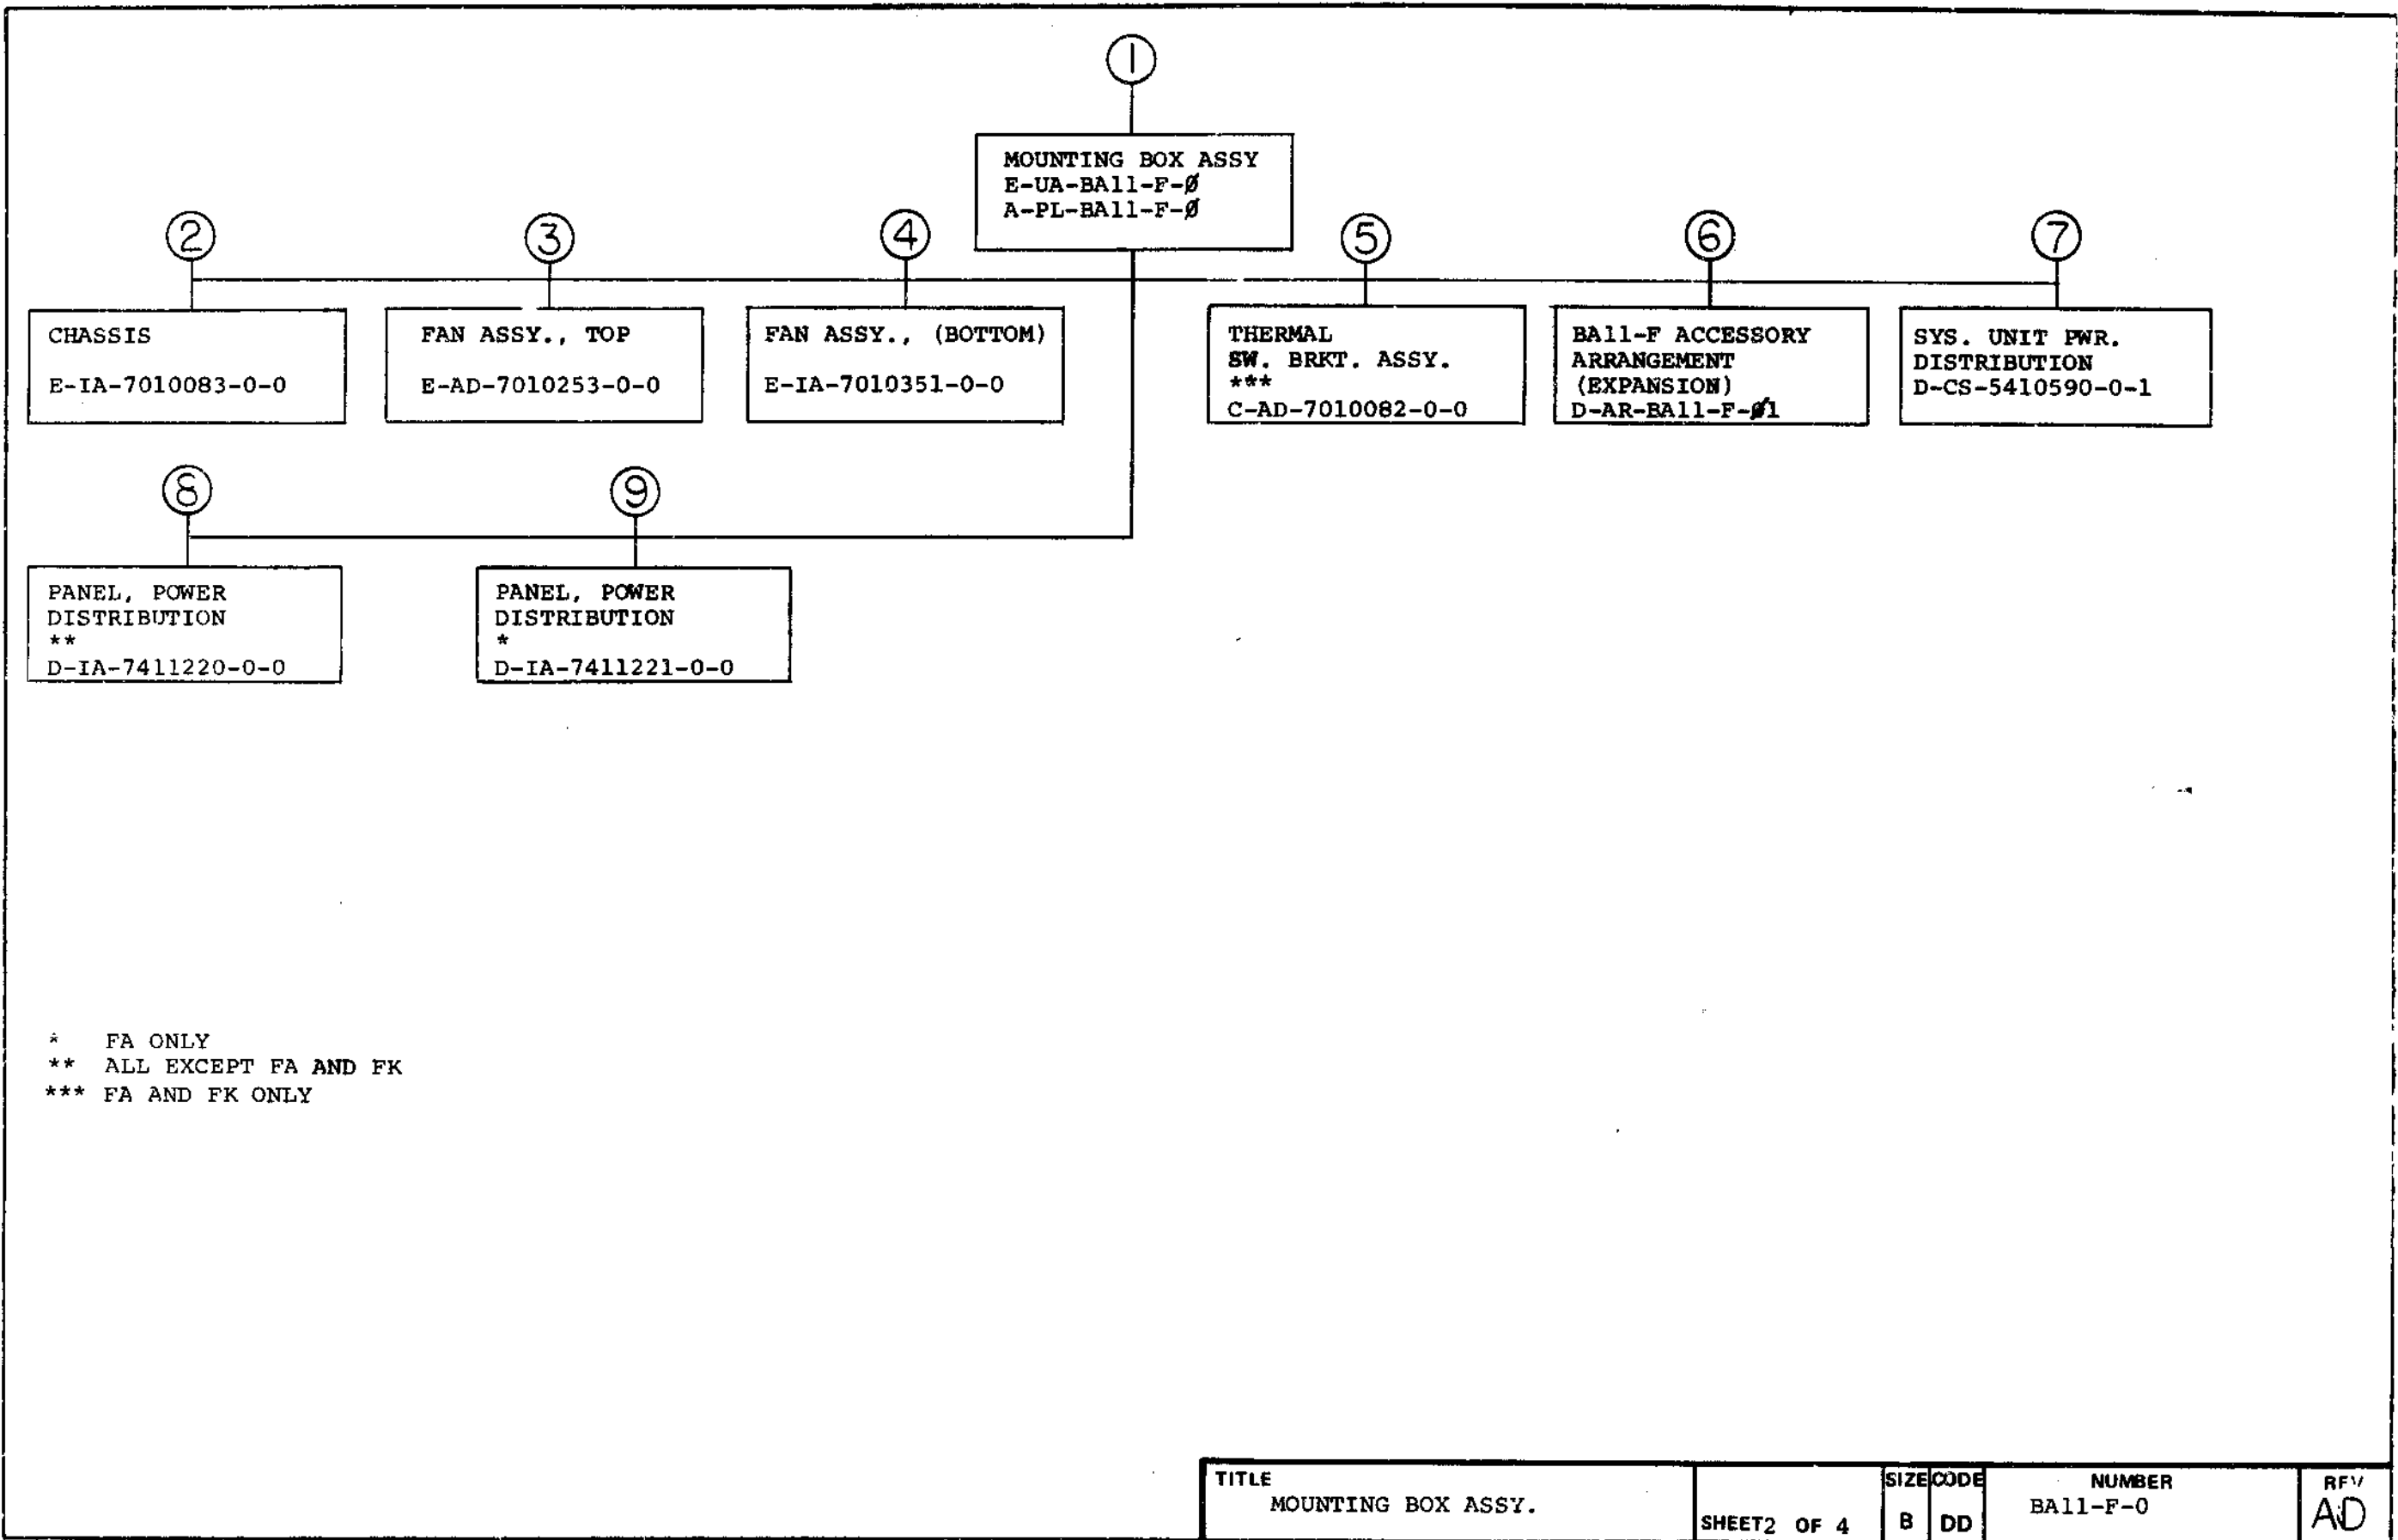 1
MOUNTING BOX ASSY
E-UA-BA11-F-Ø
A-PL-BA11-F-Ø
2
3
4
5
6
7
CHASSIS
E-IA-7010083-0-0
FAN ASSY., TOP
E-AD-7010253-0-0
FAN ASSY., (BOTTOM)
E-IA-7010351-0-0
THERMAL
SW. BRKT. ASSY.
***
C-AD-7010082-0-0
BA11-F ACCESSORY
ARRANGEMENT
(EXPANSION)
D-AR-BA11-F-Ø1
SYS. UNIT PWR.
DISTRIBUTION
D-CS-5410590-0-1
8
9
PANEL, POWER
DISTRIBUTION
**
D-IA-7411220-0-0
PANEL, POWER
DISTRIBUTION
*
D-IA-7411221-0-0
* FA ONLY
** ALL EXCEPT FA AND FK
*** FA AND FK ONLY
TITLE
MOUNTING BOX ASSY.
SHEET2 OF 4
SIZE
B
CODE
DD
NUMBER
BA11-F-0
REV
AD